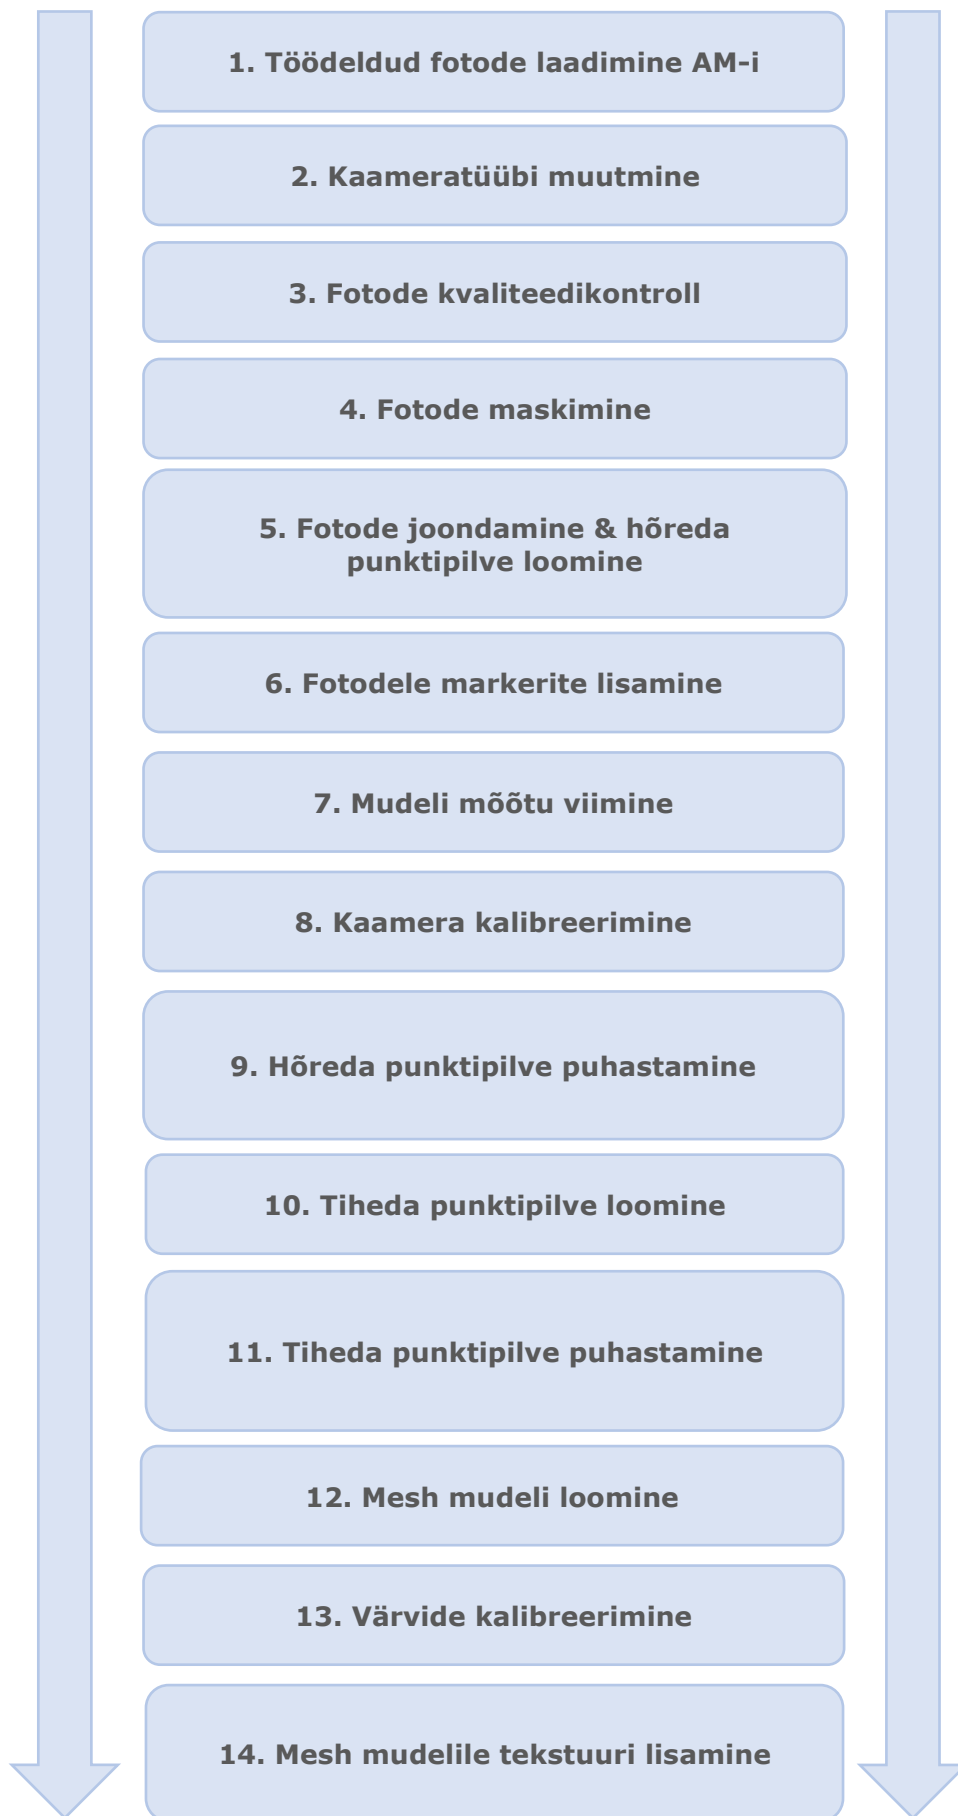 1. Töödeldud fotode laadimine AM-i
2. Kaameratüübi muutmine
3. Fotode kvaliteedikontroll
4. Fotode maskimine
5. Fotode joondamine & hõreda
punktipilve loomine
6. Fotodele markerite lisamine
7. Mudeli mõõtu viimine
8. Kaamera kalibreerimine
9. Hõreda punktipilve puhastamine
10. Tiheda punktipilve loomine
11. Tiheda punktipilve puhastamine
12. Mesh mudeli loomine
13. Värvide kalibreerimine
14. Mesh mudelile tekstuuri lisamine